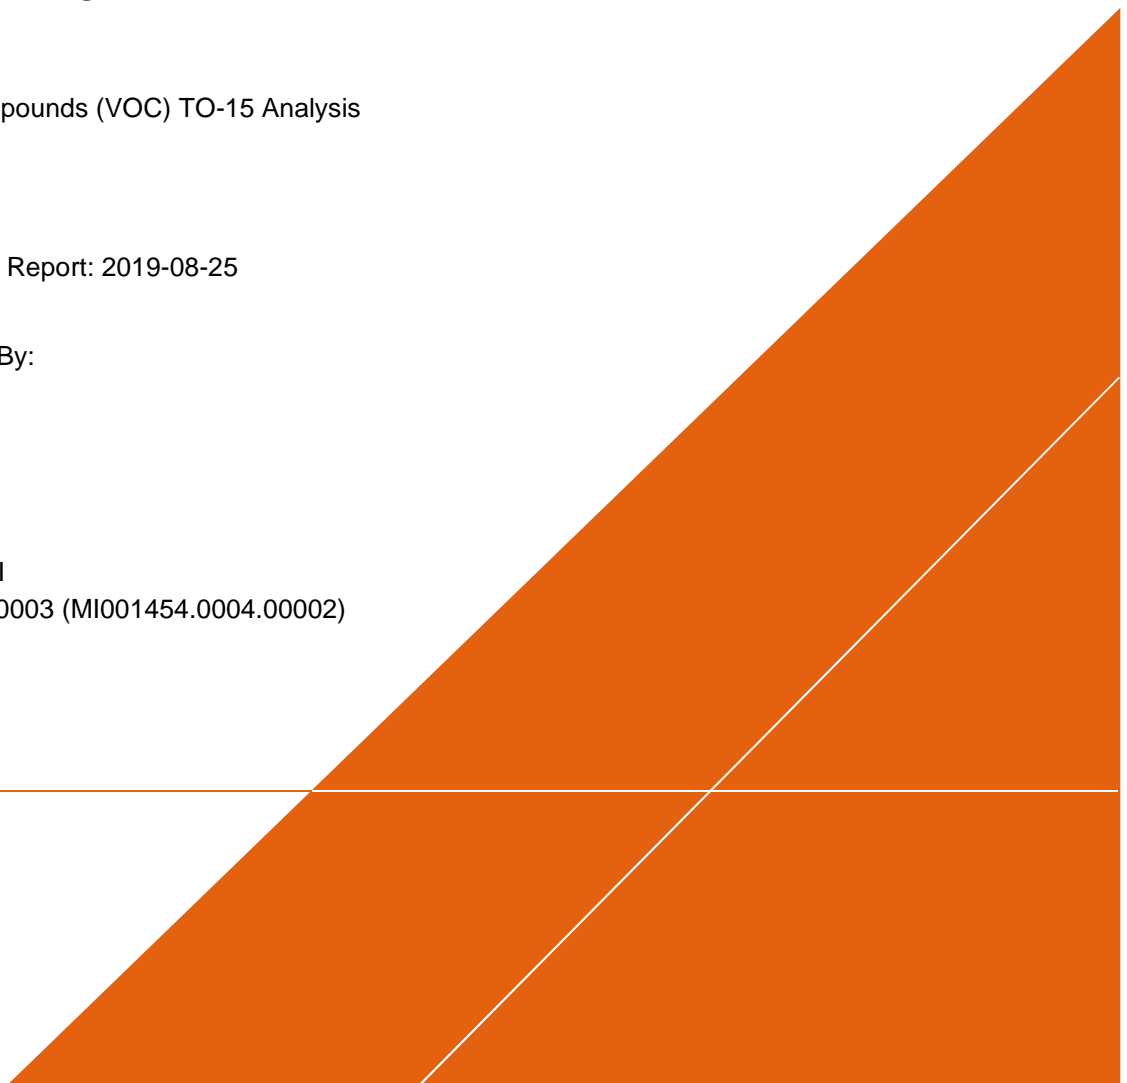 pounds (VOC) TO-15 Analysis
Report: 2019-08-25
By:
0003 (MI001454.0004.00002)